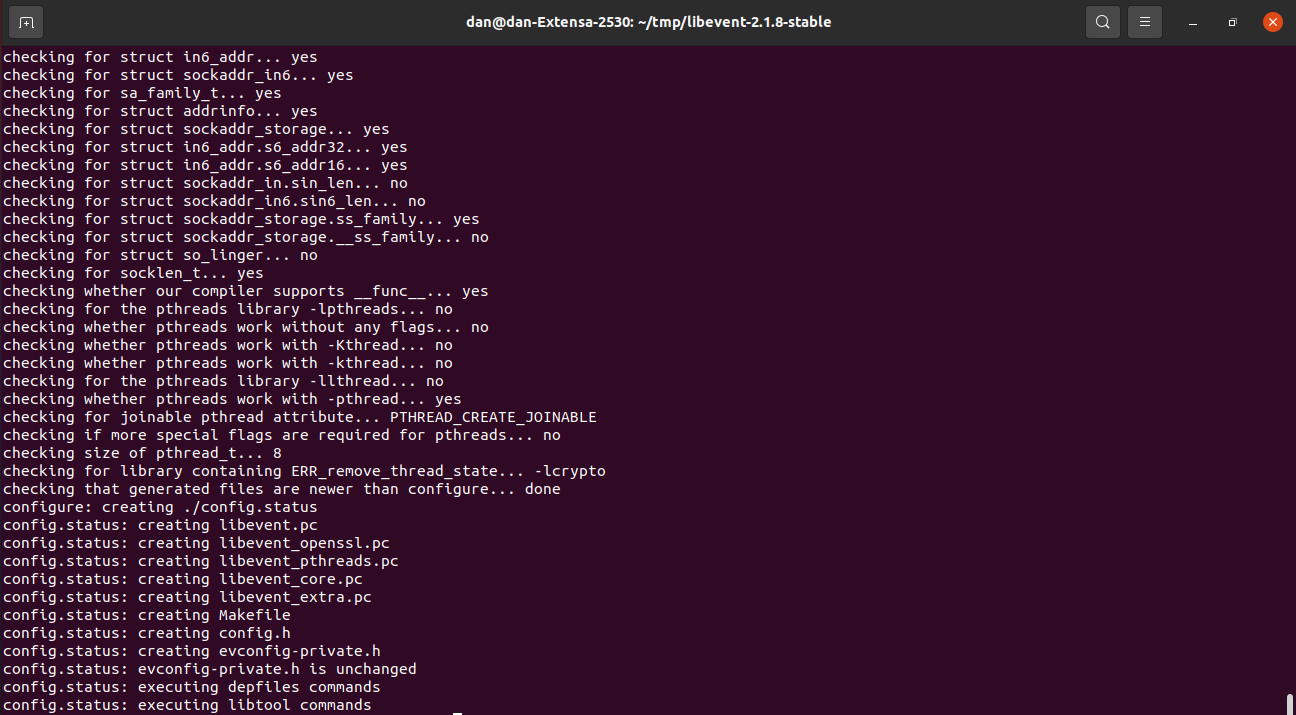 dan@dan-Extensa-2530: ~/tmp/libevent-2.1.8-stable
checking for struct in6_addr... yes
checking for struct sockaddr_in6... yes
checking for sa_family_t... yes
checking for struct addrinfo... yes
checking for struct sockaddr_storage... yes
checking for struct in6_addr.s6_addr32... yes
checking for struct in6_addr.s6_addr16... yes
checking for struct sockaddr_in.sin_len... no
checking for struct sockaddr_in6.sin6_len... no
checking for struct sockaddr_storage.ss_family... yes
checking for struct sockaddr_storage.__ss_family... no
checking for struct so_linger... no
checking for socklen_t... yes
checking whether our compiler supports __func__... yes
checking for the pthreads library -lpthreads... no
checking whether pthreads work without any flags... no
checking whether pthreads work with -Kthread... no
checking whether pthreads work with -kthread... no
checking for the pthreads library -llthread... no
checking whether pthreads work with -pthread... yes
checking for joinable pthread attribute... PTHREAD_CREATE_JOINABLE
checking if more special flags are required for pthreads... no
checking size of pthread_t... 8
checking for library containing ERR_remove_thread_state... -lcrypto
checking that generated files are newer than configure... done
configure: creating ./config.status
config.status: creating libevent.pc
config.status: creating libevent_openssl.pc
config.status: creating libevent_pthreads.pc
config.status: creating libevent_core.pc
config.status: creating libevent_extra.pc
config.status: creating Makefile
config.status: creating config.h
config.status: creating evconfig-private.h
config.status: evconfig-private.h is unchanged
config.status: executing depfiles commands
config.status: executing libtool commands